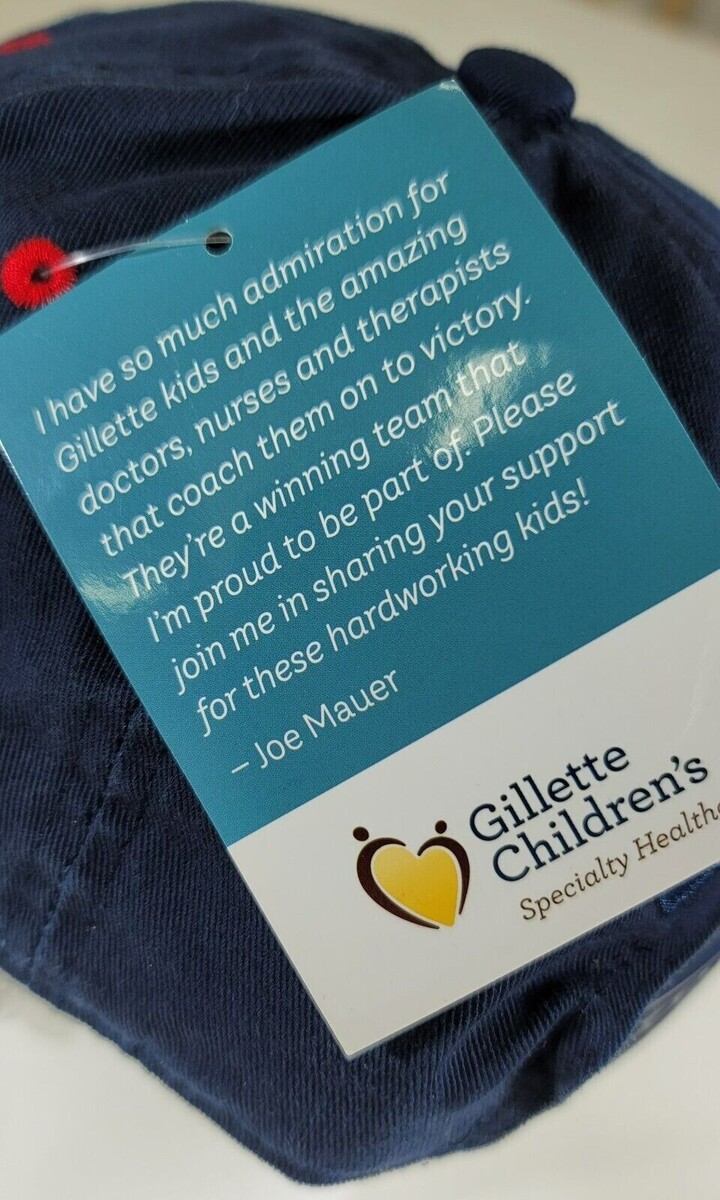 I have so much admiration for
Gillette kids and the amazing
doctors, nurses and therapists
that coach them on to victory.
They're a winning team that
I'm proud to be part of. Please
join me in sharing your support
for these hardworking kids!
– Joe Mauer
Gillette
Children's
Specialty